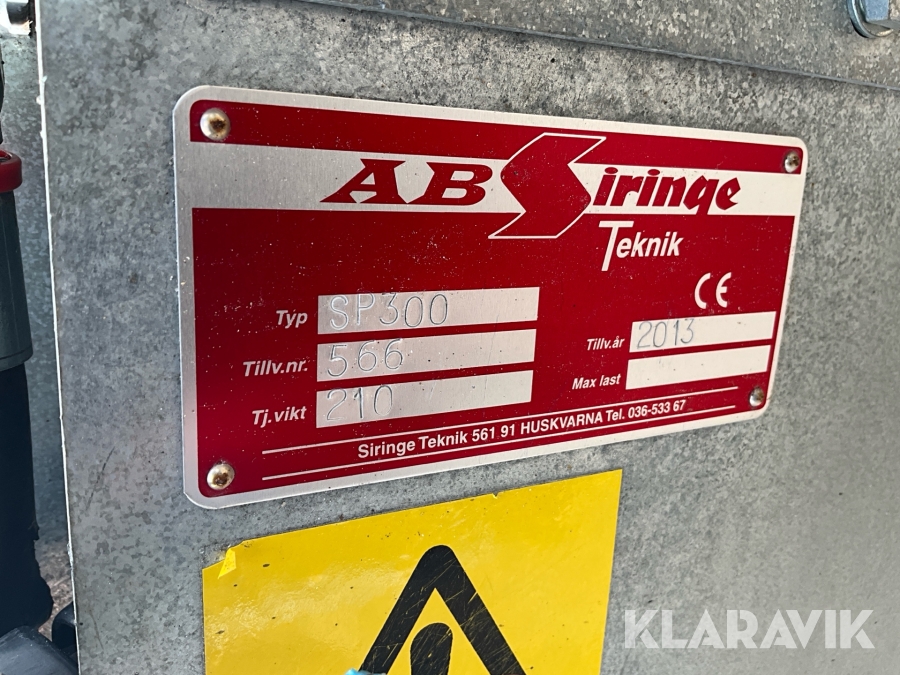 AB Siringe
Teknik
CE
Typ SP300
Tillv.nr. 566
Tj.vikt 210
Tillv.år 2013
Max last
Siringe Teknik 561 91 HUSKVARNA Tel. 036-533 67
KLARAVIK